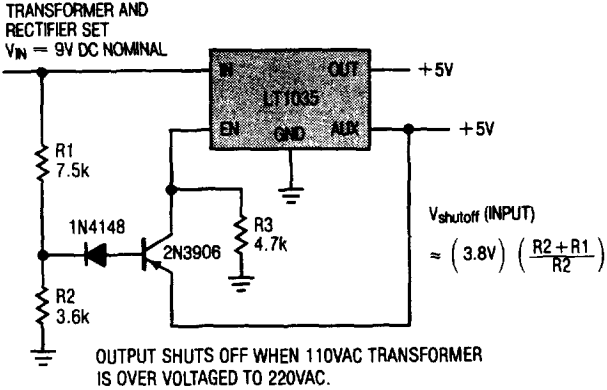 TRANSFORMER AND
RECTIFIER SET
VIN = 9V DC NOMINAL
IN
OUT
+5V
LT1035
EN
GND
AUX
+5V
R1
7.5k
1N4148
2N3906
R3
4.7k
R2
3.6k
Vshutoff (INPUT)
≈ (3.8V) (R2+R1
R2)
OUTPUT SHUTS OFF WHEN 110VAC TRANSFORMER
IS OVER VOLTAGED TO 220VAC.